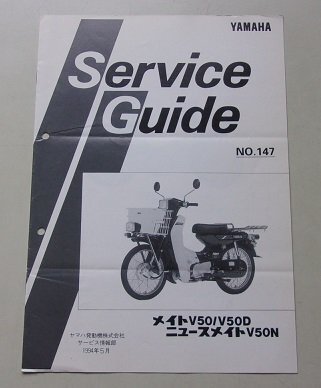 YAMAHA
Service
Guide
NO.147
メイトV50/V50D
ニュースメイトV50N
ヤマハ発動機株式会社
サービス情報部
1994年5月